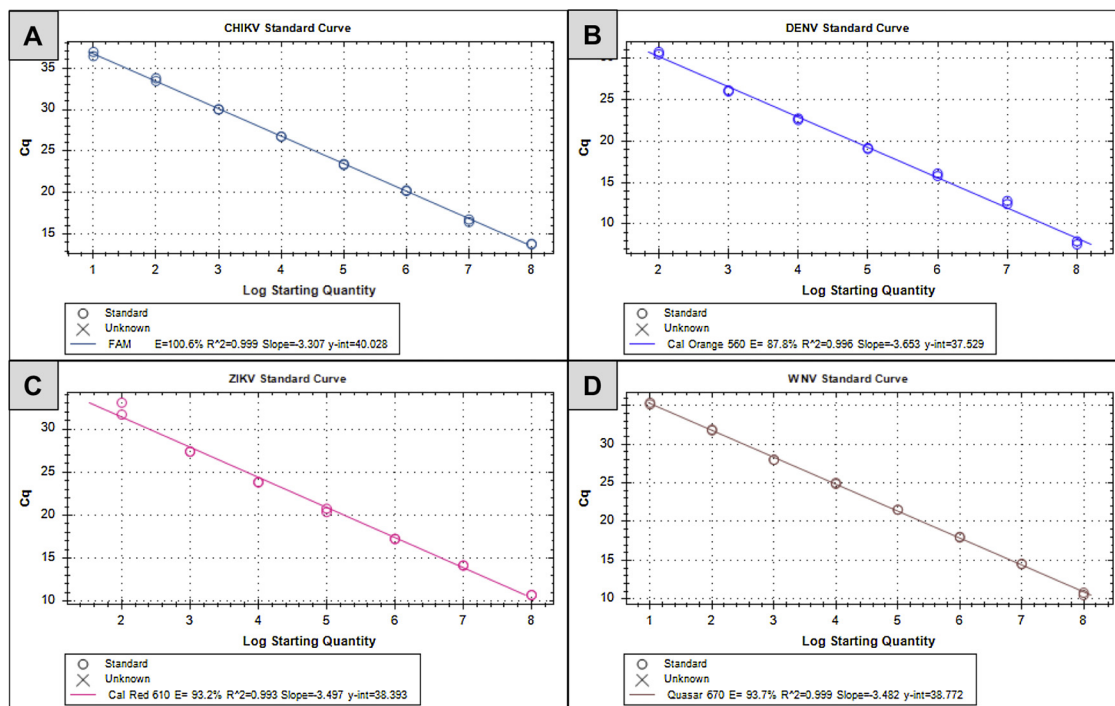 A
CHIKV Standard Curve
35
30
25
20
15
Cq
1 2 3 4 5 6 7 8
Log Starting Quantity
Standard
Unknown
FAM E=100.6% R^2=0.999 Slope=-3.307 y-int=40.028
B
DENV Standard Curve
25
20
15
10
Cq
2 3 4 5 6 7 8
Log Starting Quantity
Standard
Unknown
Cal Orange 560 E= 87.8% R^2=0.996 Slope=-3.653 y-int=37.529
C
ZIKV Standard Curve
30
25
20
15
10
Cq
2 3 4 5 6 7 8
Log Starting Quantity
Standard
Unknown
Cal Red 610 E= 93.2% R^2=0.993 Slope=-3.497 y-int=38.393
D
WNV Standard Curve
30
25
20
15
10
Cq
1 2 3 4 5 6 7 8
Log Starting Quantity
Standard
Unknown
Quasar 670 E= 93.7% R^2=0.999 Slope=-3.482 y-int=38.772